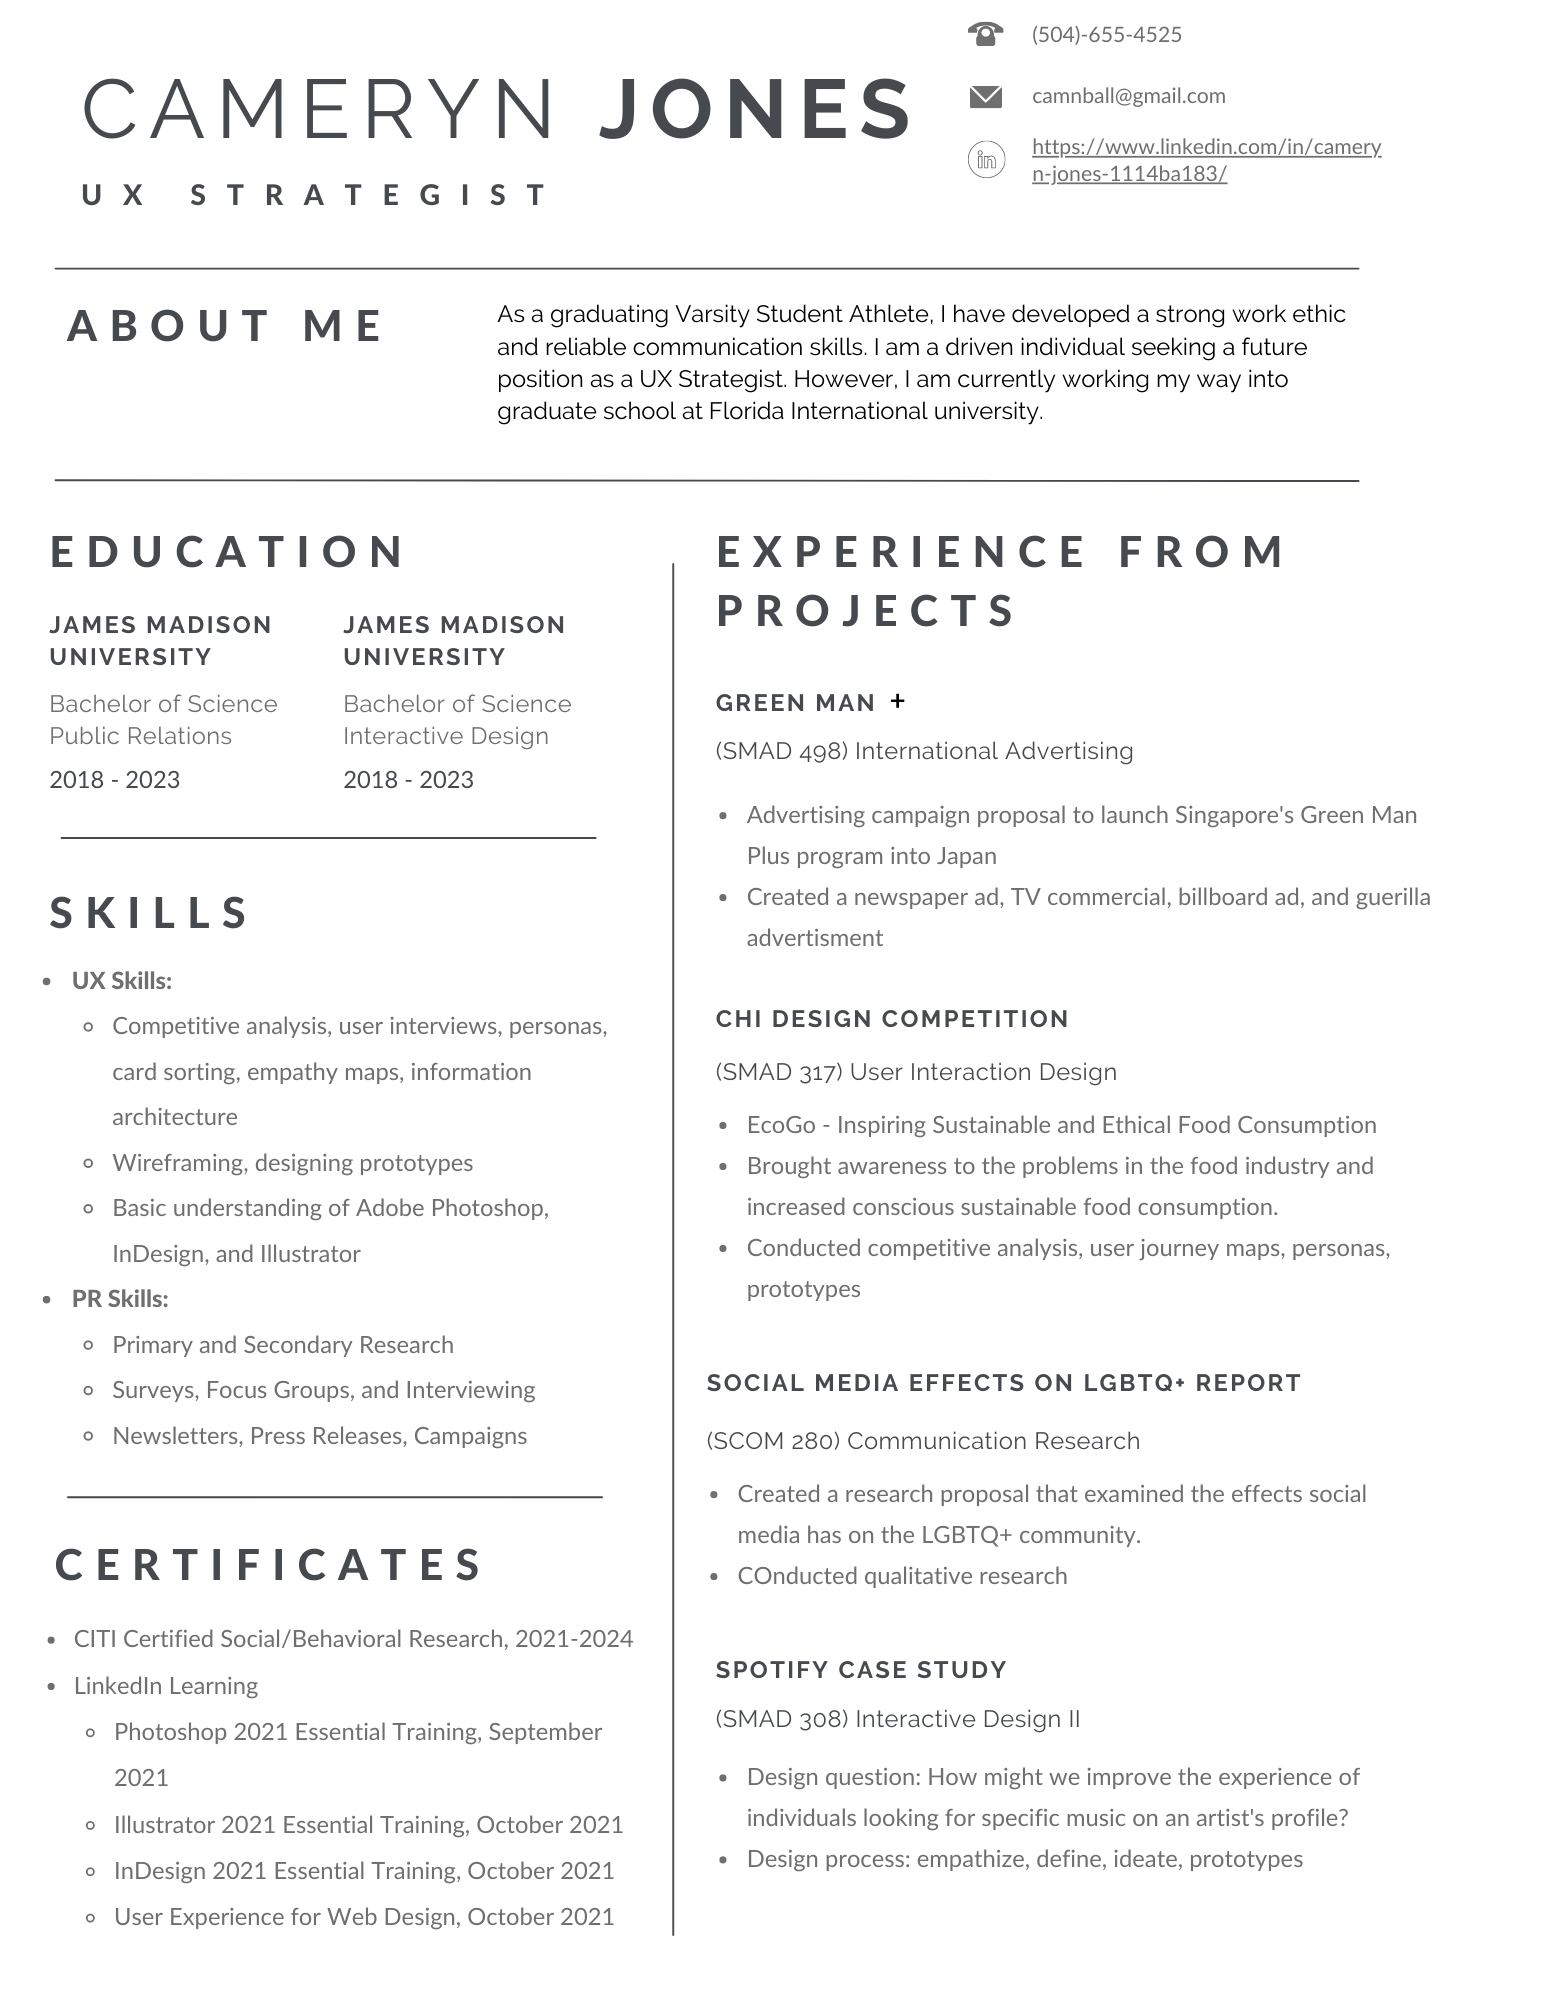 (504)-655-4525
CAMERYN JONES
camnball@gmail.com
https://www.linkedin.com/in/camery
n-jones-1114ba183/
UX STRATEGIST
ABOUT ME
As a graduating Varsity Student Athlete, I have developed a strong work ethic
and reliable communication skills. I am a driven individual seeking a future
position as a UX Strategist. However, I am currently working my way into
graduate school at Florida International university.
EDUCATION
JAMES MADISON
UNIVERSITY
Bachelor of Science
Public Relations
2018 - 2023
JAMES MADISON
UNIVERSITY
Bachelor of Science
Interactive Design
2018 - 2023
SKILLS
• UX Skills:
◦ Competitive analysis, user interviews, personas,
card sorting, empathy maps, information
architecture
◦ Wireframing, designing prototypes
◦ Basic understanding of Adobe Photoshop,
InDesign, and Illustrator
• PR Skills:
◦ Primary and Secondary Research
◦ Surveys, Focus Groups, and Interviewing
◦ Newsletters, Press Releases, Campaigns
CERTIFICATES
• CITI Certified Social/Behavioral Research, 2021-2024
• LinkedIn Learning
◦ Photoshop 2021 Essential Training, September
2021
◦ Illustrator 2021 Essential Training, October 2021
◦ InDesign 2021 Essential Training, October 2021
◦ User Experience for Web Design, October 2021
EXPERIENCE FROM
PROJECTS
GREEN MAN +
(SMAD 498) International Advertising
• Advertising campaign proposal to launch Singapore's Green Man
Plus program into Japan
• Created a newspaper ad, TV commercial, billboard ad, and guerilla
advertisment
CHI DESIGN COMPETITION
(SMAD 317) User Interaction Design
• EcoGo - Inspiring Sustainable and Ethical Food Consumption
• Brought awareness to the problems in the food industry and
increased conscious sustainable food consumption.
• Conducted competitive analysis, user journey maps, personas,
prototypes
SOCIAL MEDIA EFFECTS ON LGBTQ+ REPORT
(SCOM 280) Communication Research
• Created a research proposal that examined the effects social
media has on the LGBTQ+ community.
• COnducted qualitative research
SPOTIFY CASE STUDY
(SMAD 308) Interactive Design II
• Design question: How might we improve the experience of
individuals looking for specific music on an artist's profile?
• Design process: empathize, define, ideate, prototypes